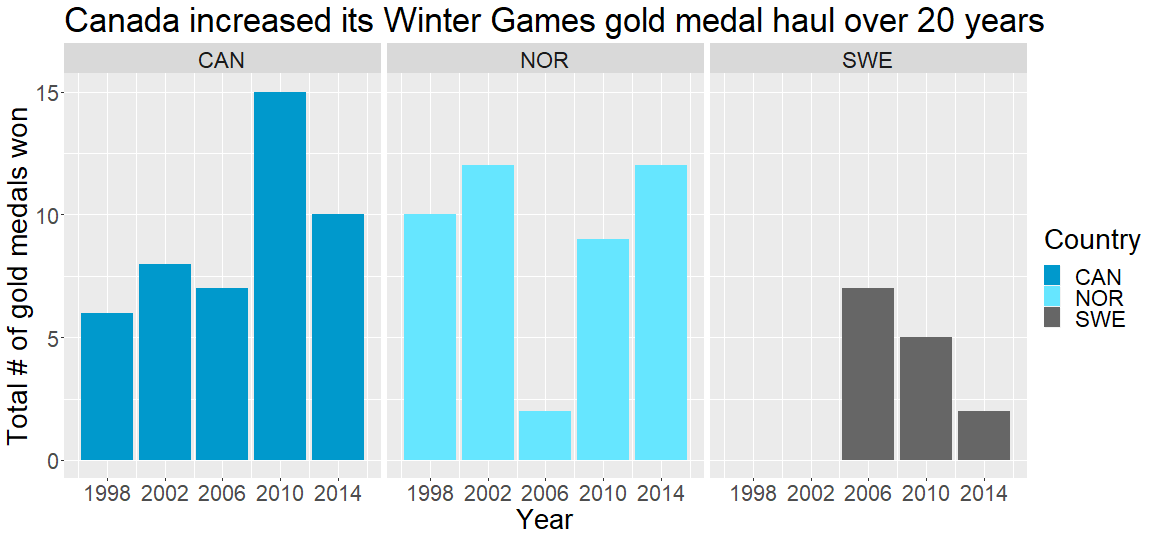 Canada increased its Winter Games gold medal haul over 20 years
CAN NOR SWE
Total # of gold medals won
15
10
5
0
1998 2002 2006 2010 2014 1998 2002 2006 2010 2014 1998 2002 2006 2010 2014
Year
Country
CAN
NOR
SWE